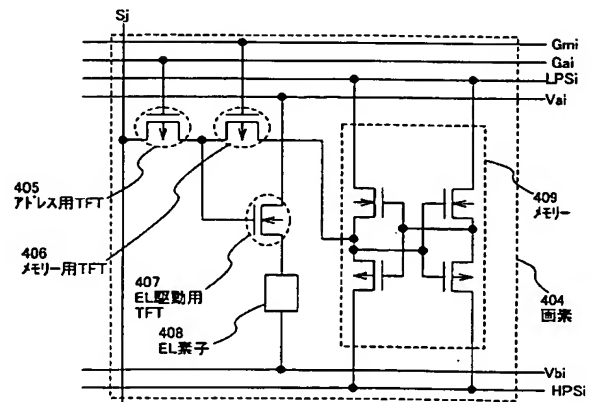 Sj
Gmi
Gai
LPSi
Vai
405
アドレス用TFT
406
メモリー用TFT
407
EL駆動用
TFT
408
EL素子
409
メモリー
404
画素
Vbi
HPSi